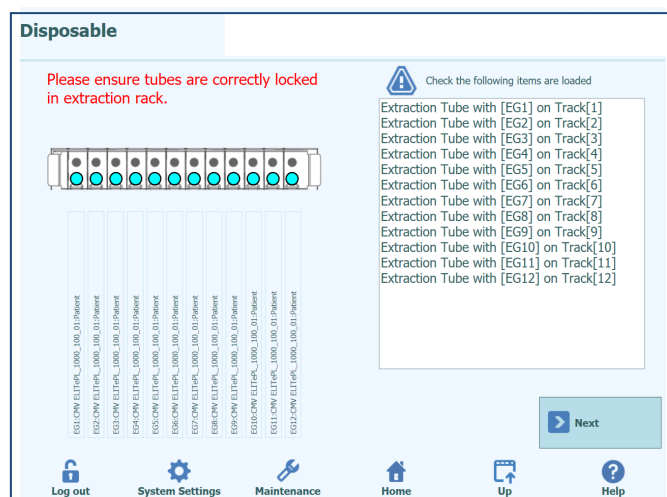 Disposable
Please ensure tubes are correctly locked
in extraction rack.
Check the following items are loaded
Extraction Tube with [EG1] on Track[1]
Extraction Tube with [EG2] on Track[2]
Extraction Tube with [EG3] on Track[3]
Extraction Tube with [EG4] on Track[4]
Extraction Tube with [EG5] on Track[5]
Extraction Tube with [EG6] on Track[6]
Extraction Tube with [EG7] on Track[7]
Extraction Tube with [EG8] on Track[8]
Extraction Tube with [EG9] on Track[9]
Extraction Tube with [EG10] on Track[10]
Extraction Tube with [EG11] on Track[11]
Extraction Tube with [EG12] on Track[12]
EG1:CMV ELITePL_1000_100_01:Patient
EG2:CMV ELITePL_1000_100_01:Patient
EG3:CMV ELITePL_1000_100_01:Patient
EG4:CMV ELITePL_1000_100_01:Patient
EG5:CMV ELITePL_1000_100_01:Patient
EG6:CMV ELITePL_1000_100_01:Patient
EG7:CMV ELITePL_1000_100_01:Patient
EG8:CMV ELITePL_1000_100_01:Patient
EG9:CMV ELITePL_1000_100_01:Patient
EG10:CMV ELITePL_1000_100_01:Patient
EG11:CMV ELITePL_1000_100_01:Patient
EG12:CMV ELITePL_1000_100_01:Patient
Next
Log out
System Settings
Maintenance
Home
Up
Help